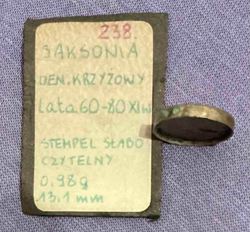 238.
SAKSONIA
DEN. KRZYŻOWY
lata 60-80 XI w
STEMPEL SŁABO
CZYTELNY
0.98g
13.1 mm